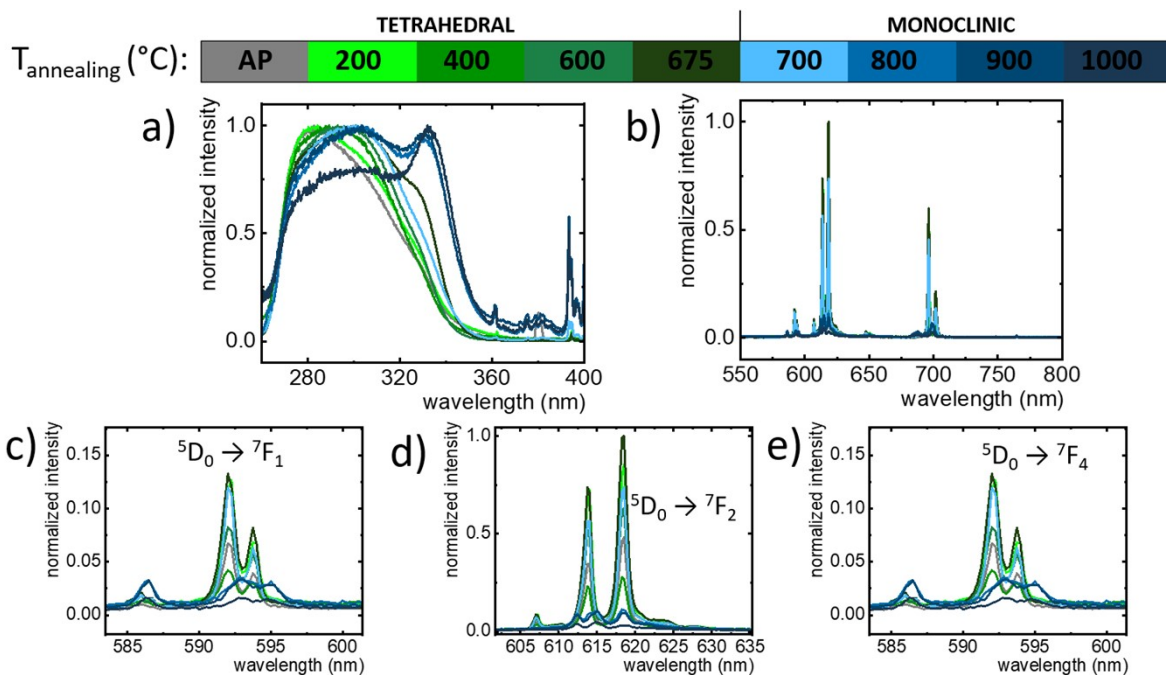 TETRAHEDRAL MONOCLINIC
Tannealing (°C): AP 200 400 600 675 700 800 900 1000
a)
normalized intensity
1.0
0.5
0.0
280 320 360 400
wavelength (nm)
b)
normalized intensity
1.0
0.5
0.0
550 600 650 700 750 800
wavelength (nm)
c)
⁵D₀ → ⁷F₁
normalized intensity
0.15
0.10
0.05
0.00
585 590 595 600
wavelength (nm)
d)
⁵D₀ → ⁷F₂
normalized intensity
1.0
0.5
0.0
605 610 615 620 625 630 635
wavelength (nm)
e)
⁵D₀ → ⁷F₄
normalized intensity
0.15
0.10
0.05
0.00
585 590 595 600
wavelength (nm)